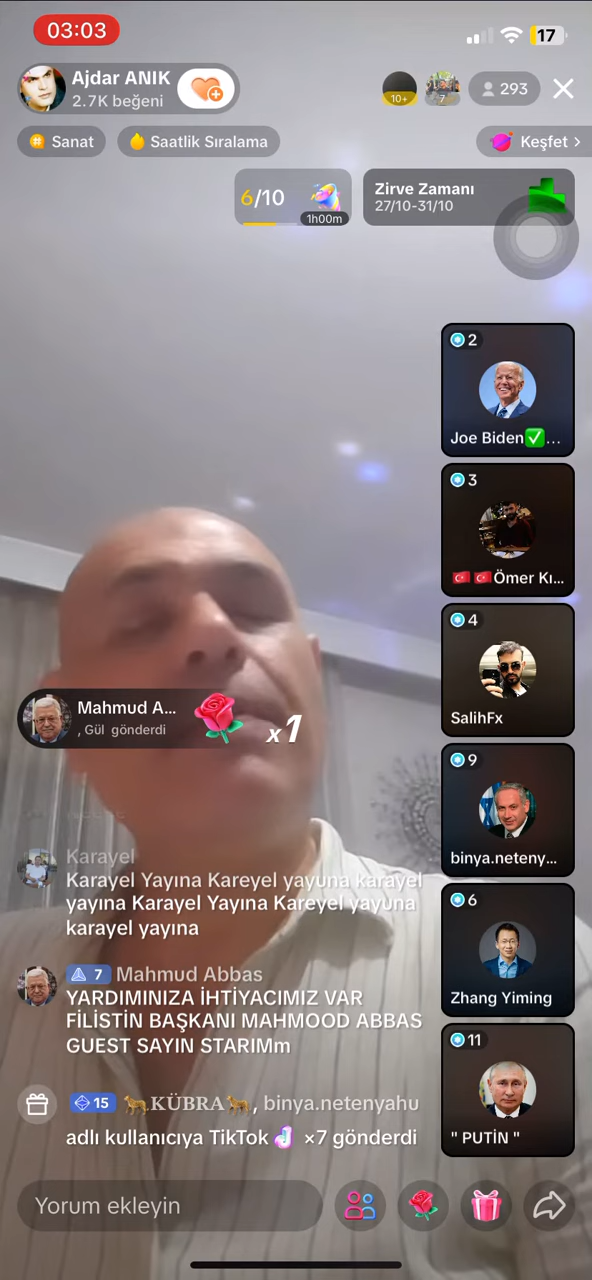 03:03
17
Ajdar ANIK
2.7K beğeni
10+
7
293
Sanat
Saatlik Sıralama
Keşfet >
6/10
1h00m
Zirve Zamanı
27/10-31/10
2
Joe Biden✅...
3
🇹🇷🇹🇷Ömer Kı...
4
SalihFx
9
binya.neteny...
6
Zhang Yiming
11
" PUTİN "
Mahmud A...
, Gül gönderdi
x1
Karayel
Karayel Yayına Kareyel yayuna karayel
yayına Karayel Yayına Kareyel yayuna
karayel yayına
7 Mahmud Abbas
YARDIMINIZA İHTİYACIMIZ VAR
FİLİSTİN BAŞKANI MAHMOOD ABBAS
GUEST SAYIN STARIMm
15 🐆𝐊𝐔̈𝐁𝐑𝐀🐆, binya.netenyahu
adlı kullanıcıya TikTok ×7 gönderdi
Yorum ekleyin